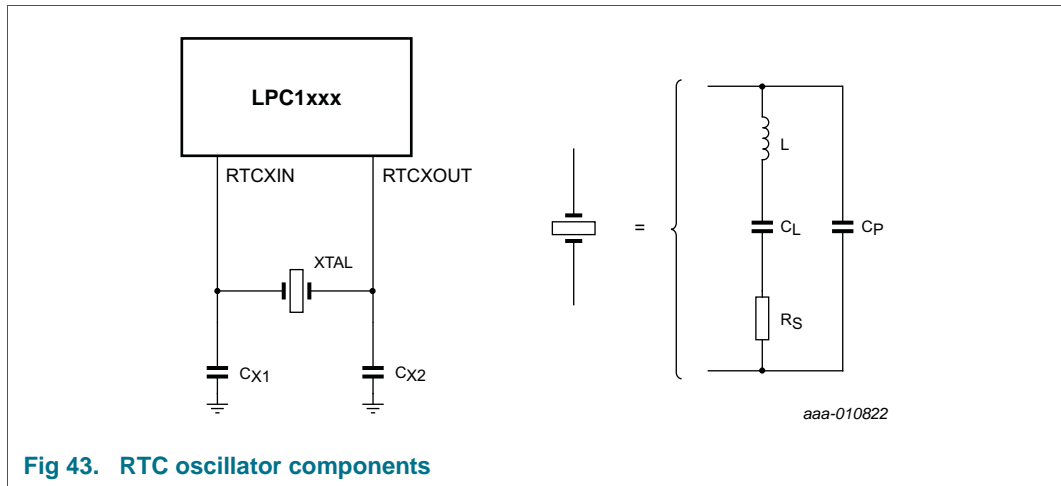 LPC1xxx
RTCXIN
RTCXOUT
XTAL
CX1
CX2
=
L
CL
CP
RS
aaa-010822
Fig 43. RTC oscillator components